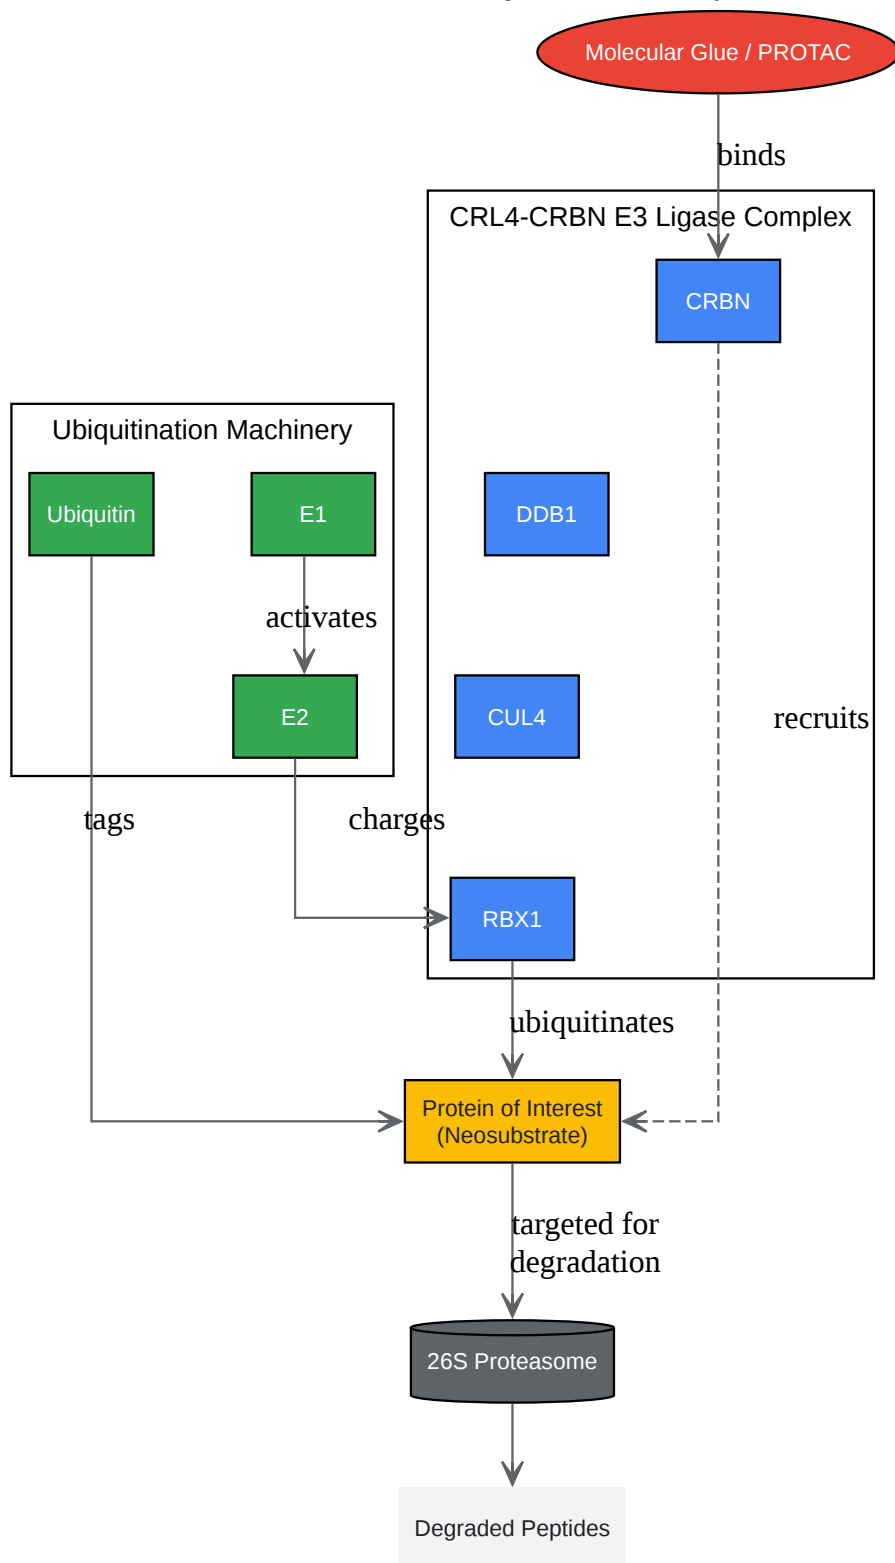 Molecular Glue / PROTAC
binds
CRL4-CRBN E3 Ligase Complex
CRBN
Ubiquitination Machinery
Ubiquitin
E1
DDB1
activates
E2
CUL4
recruits
tags
charges
RBX1
ubiquitinates
Protein of Interest
(Neosubstrate)
targeted for
degradation
26S Proteasome
Degraded Peptides